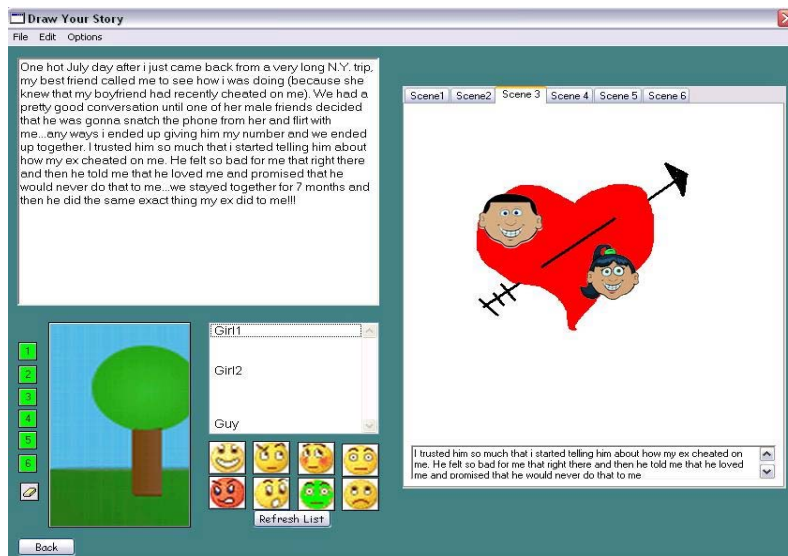 Draw Your Story
File Edit Options
One hot July day after i just came back from a very long N.Y. trip,
my best friend called me to see how i was doing (because she
knew that my boyfriend had recently cheated on me). We had a
pretty good conversation until one of her male friends decided
that he was gonna snatch the phone from her and flirt with
me...any ways i ended up giving him my number and we ended
up together. I trusted him so much that i started telling him about
how my ex cheated on me. He felt so bad for me that right there
and then he told me that he loved me and promised that he
would never do that to me...we stayed together for 7 months and
then he did the same exact thing my ex did to me!!!
Scene1 Scene2 Scene 3 Scene 4 Scene 5 Scene 6
1
2
3
4
5
6
Girl1
Girl2
Guy
Refresh List
I trusted him so much that i started telling him about how my ex cheated on
me. He felt so bad for me that right there and then he told me that he loved
me and promised that he would never do that to me
Back